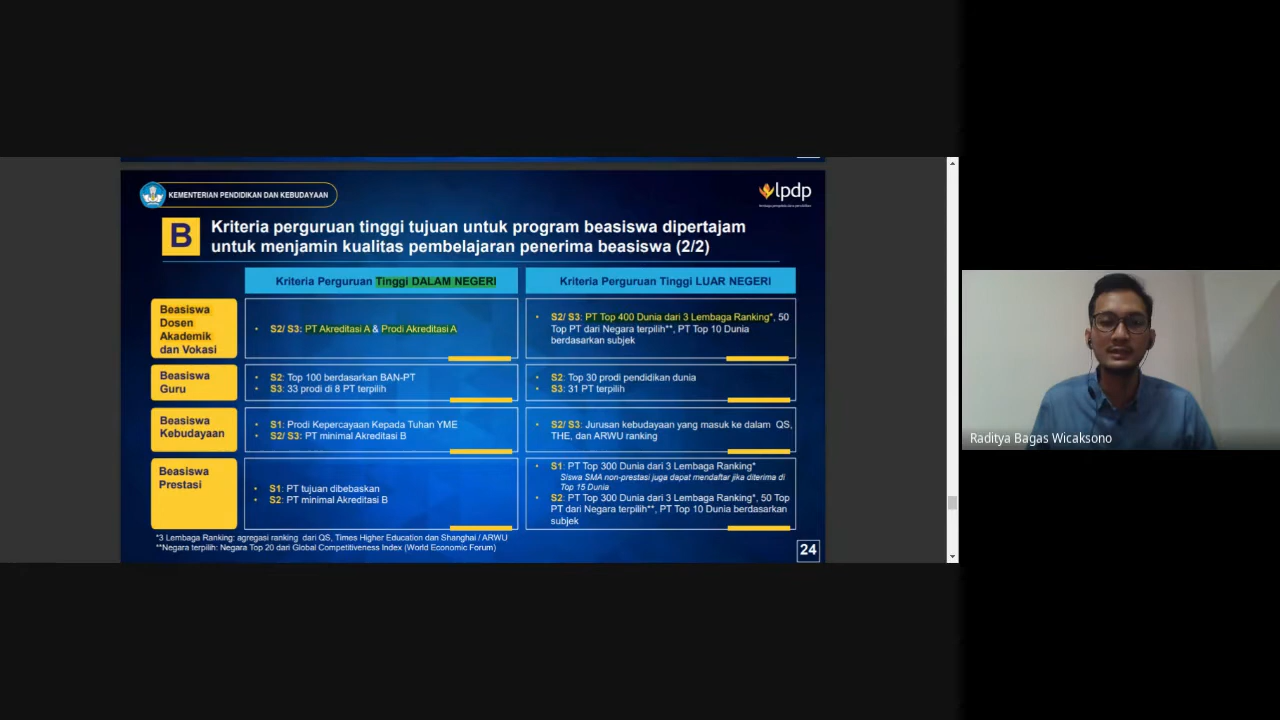 KEMENTERIAN PENDIDIKAN DAN KEBUDAYAAN
lpdp
B
Kriteria perguruan tinggi tujuan untuk program beasiswa dipertajam
untuk menjamin kualitas pembelajaran penerima beasiswa (2/2)
Kriteria Perguruan Tinggi DALAM NEGERI
Kriteria Perguruan Tinggi LUAR NEGERI
Beasiswa
Dosen
Akademik
dan Vokasi
• S2/ S3: PT Akreditasi A & Prodi Akreditasi A
• S2/ S3: PT Top 400 Dunia dari 3 Lembaga Ranking*, 50
Top PT dari Negara terpilih**, PT Top 10 Dunia
berdasarkan subjek
Beasiswa
Guru
• S2: Top 100 berdasarkan BAN-PT
• S3: 33 prodi di 8 PT terpilih
• S2: Top 30 prodi pendidikan dunia
• S3: 31 PT terpilih
Beasiswa
Kebudayaan
• S1: Prodi Kepercayaan Kepada Tuhan YME
• S2/ S3: PT minimal Akreditasi B
• S2/ S3: Jurusan kebudayaan yang masuk ke dalam QS,
THE, dan ARWU ranking
Beasiswa
Prestasi
• S1: PT tujuan dibebaskan
• S2: PT minimal Akreditasi B
• S1: PT Top 300 Dunia dari 3 Lembaga Ranking*
Siswa SMA non-prestasi juga dapat mendaftar jika diterima di
Top 15 Dunia
• S2: PT Top 300 Dunia dari 3 Lembaga Ranking*, 50 Top
PT dari Negara terpilih**, PT Top 10 Dunia berdasarkan
subjek
*3 Lembaga Ranking: agregasi ranking dari QS, Times Higher Education dan Shanghai / ARWU
**Negara terpilih: Negara Top 20 dari Global Competitiveness Index (World Economic Forum)
24
Raditya Bagas Wicaksono